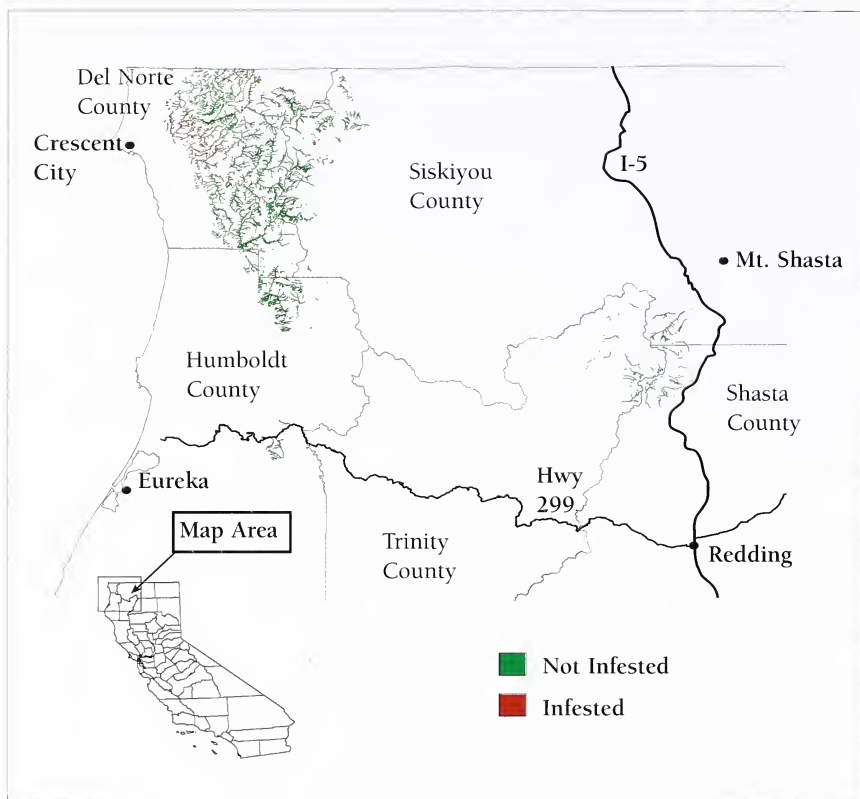 Del Norte
County
Crescent
City
Siskiyou
County
I-5
Mt. Shasta
Humboldt
County
Shasta
County
Hwy
299
Eureka
Map Area
Trinity
County
Redding
Not Infested
Infested